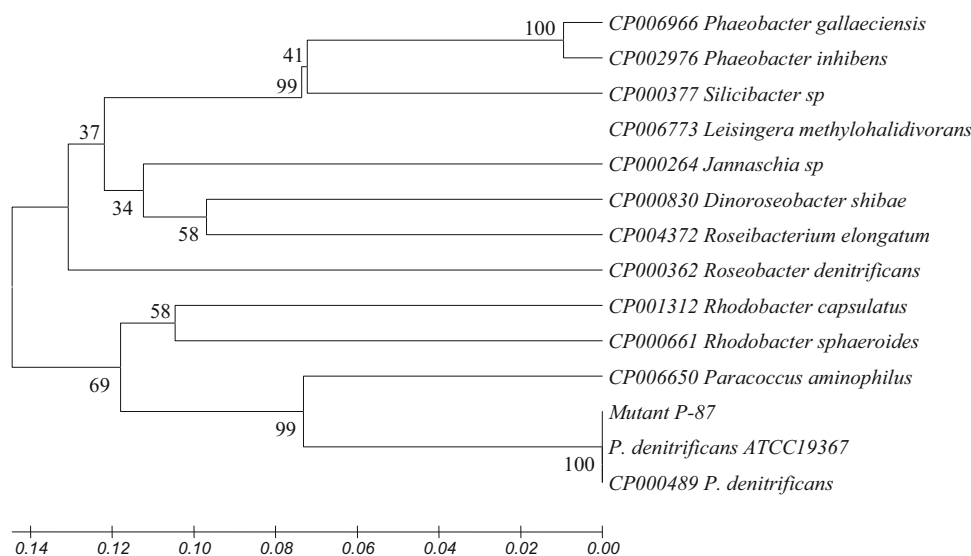 CP006966 Phaeobacter gallaeciensis
100
CP002976 Phaeobacter inhibens
41
99
CP000377 Silicibacter sp
CP006773 Leisingera methylohalidivorans
37
CP000264 Jannaschia sp
CP000830 Dinoroseobacter shibae
34
58
CP004372 Roseibacterium elongatum
CP000362 Roseobacter denitrificans
CP001312 Rhodobacter capsulatus
58
CP000661 Rhodobacter sphaeroides
69
CP006650 Paracoccus aminophilus
Mutant P-87
99
P. denitrificans ATCC19367
100
CP000489 P. denitrificans
0.14 0.12 0.10 0.08 0.06 0.04 0.02 0.00